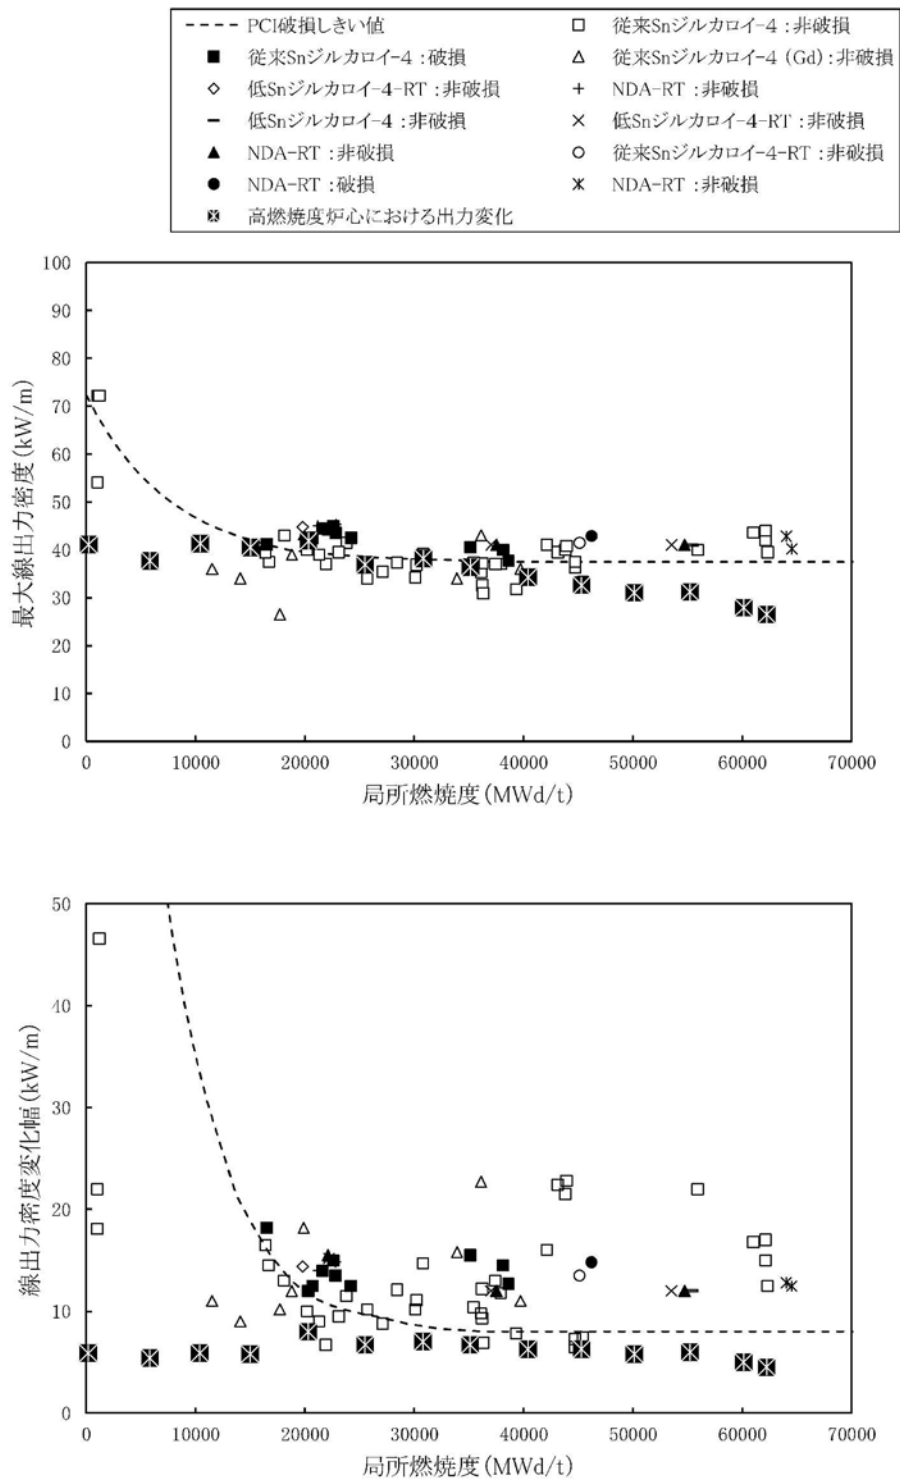 PCI破損しきい値 従来Snジルカロイ-4：非破損
従来Snジルカロイ-4：破損 従来Snジルカロイ-4（Gd）：非破損
低Snジルカロイ-4-RT：非破損 NDA-RT：非破損
低Snジルカロイ-4：非破損 低Snジルカロイ-4-RT：非破損
NDA-RT：非破損 従来Snジルカロイ-4-RT：非破損
NDA-RT：破損 NDA-RT：非破損
高燃焼度炉心における出力変化
最大線出力密度(kW/m)
100
90
80
70
60
50
40
30
20
10
0
0 10000 20000 30000 40000 50000 60000 70000
局所燃焼度(MWd/t)
線出力密度変化幅(kW/m)
50
40
30
20
10
0
0 10000 20000 30000 40000 50000 60000 70000
局所燃焼度(MWd/t)